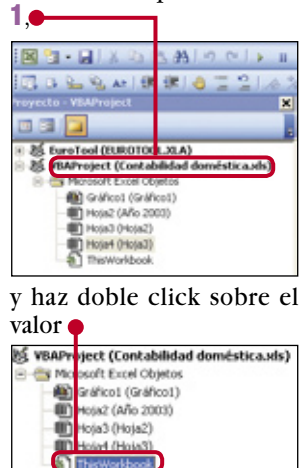 1,
Proyecto - VBAProject
EuroTool (EUROTOOL.XLA)
VBAProject (Contabilidad doméstica.xls)
Microsoft Excel Objetos
Gráfico1 (Gráfico1)
Hoja2 (Año 2003)
Hoja3 (Hoja2)
Hoja4 (Hoja3)
ThisWorkbook
y haz doble click sobre el
valor
VBAProject (Contabilidad doméstica.xls)
Microsoft Excel Objetos
Gráfico1 (Gráfico1)
Hoja2 (Año 2003)
Hoja3 (Hoja2)
Hoja4 (Hoja3)
ThisWorkbook